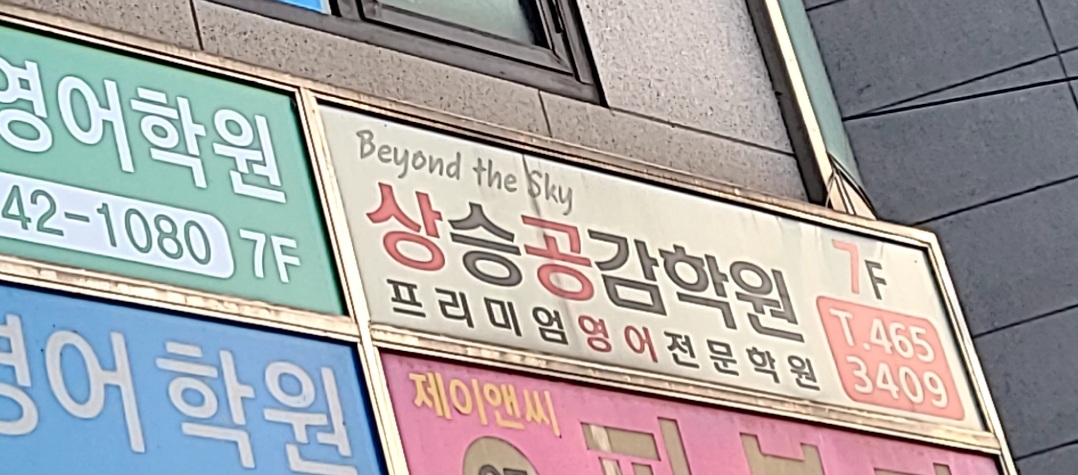 영어학원
42-1080 7F
Beyond the Sky
상승공감학원
프리미엄영어전문학원
7F
T.465
3409
영어학원
제이앤씨